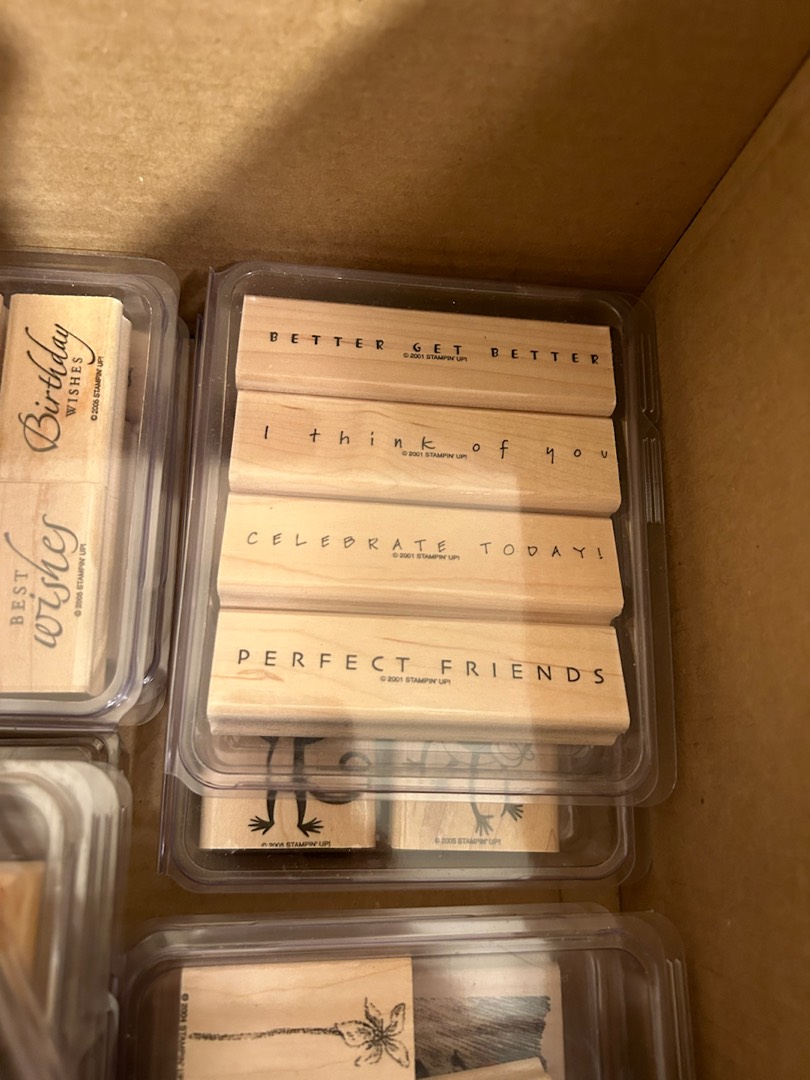 BETTER GET BETTER
© 2001 STAMPIN' UP!
I think of you
© 2001 STAMPIN' UP!
CELEBRATE TODAY!
© 2001 STAMPIN' UP!
PERFECT FRIENDS
© 2001 STAMPIN' UP!
Birthday
WISHES
© 2005 STAMPIN' UP!
BEST
wishes
© 2005 STAMPIN' UP!
© 2005 STAMPIN' UP!
© 2005 STAMPIN' UP!
© 2004 STAMPIN'